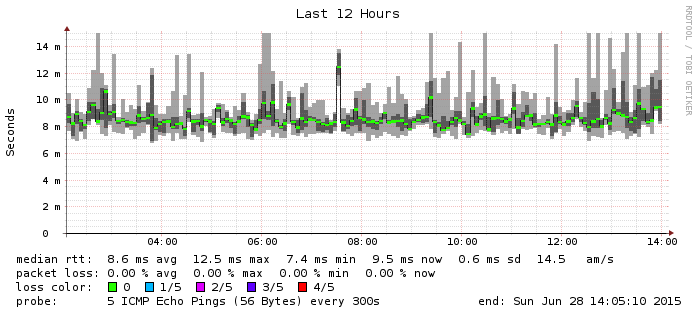 Last 12 Hours
RRDTOOL / TOBI OETIKER
Seconds
14 m
12 m
10 m
8 m
6 m
4 m
2 m
0
04:00 06:00 08:00 10:00 12:00 14:00
median rtt: 8.6 ms avg 12.5 ms max 7.4 ms min 9.5 ms now 0.6 ms sd 14.5 am/s
packet loss: 0.00 % avg 0.00 % max 0.00 % min 0.00 % now
loss color: 0 1/5 2/5 3/5 4/5
probe: 5 ICMP Echo Pings (56 Bytes) every 300s end: Sun Jun 28 14:05:10 2015